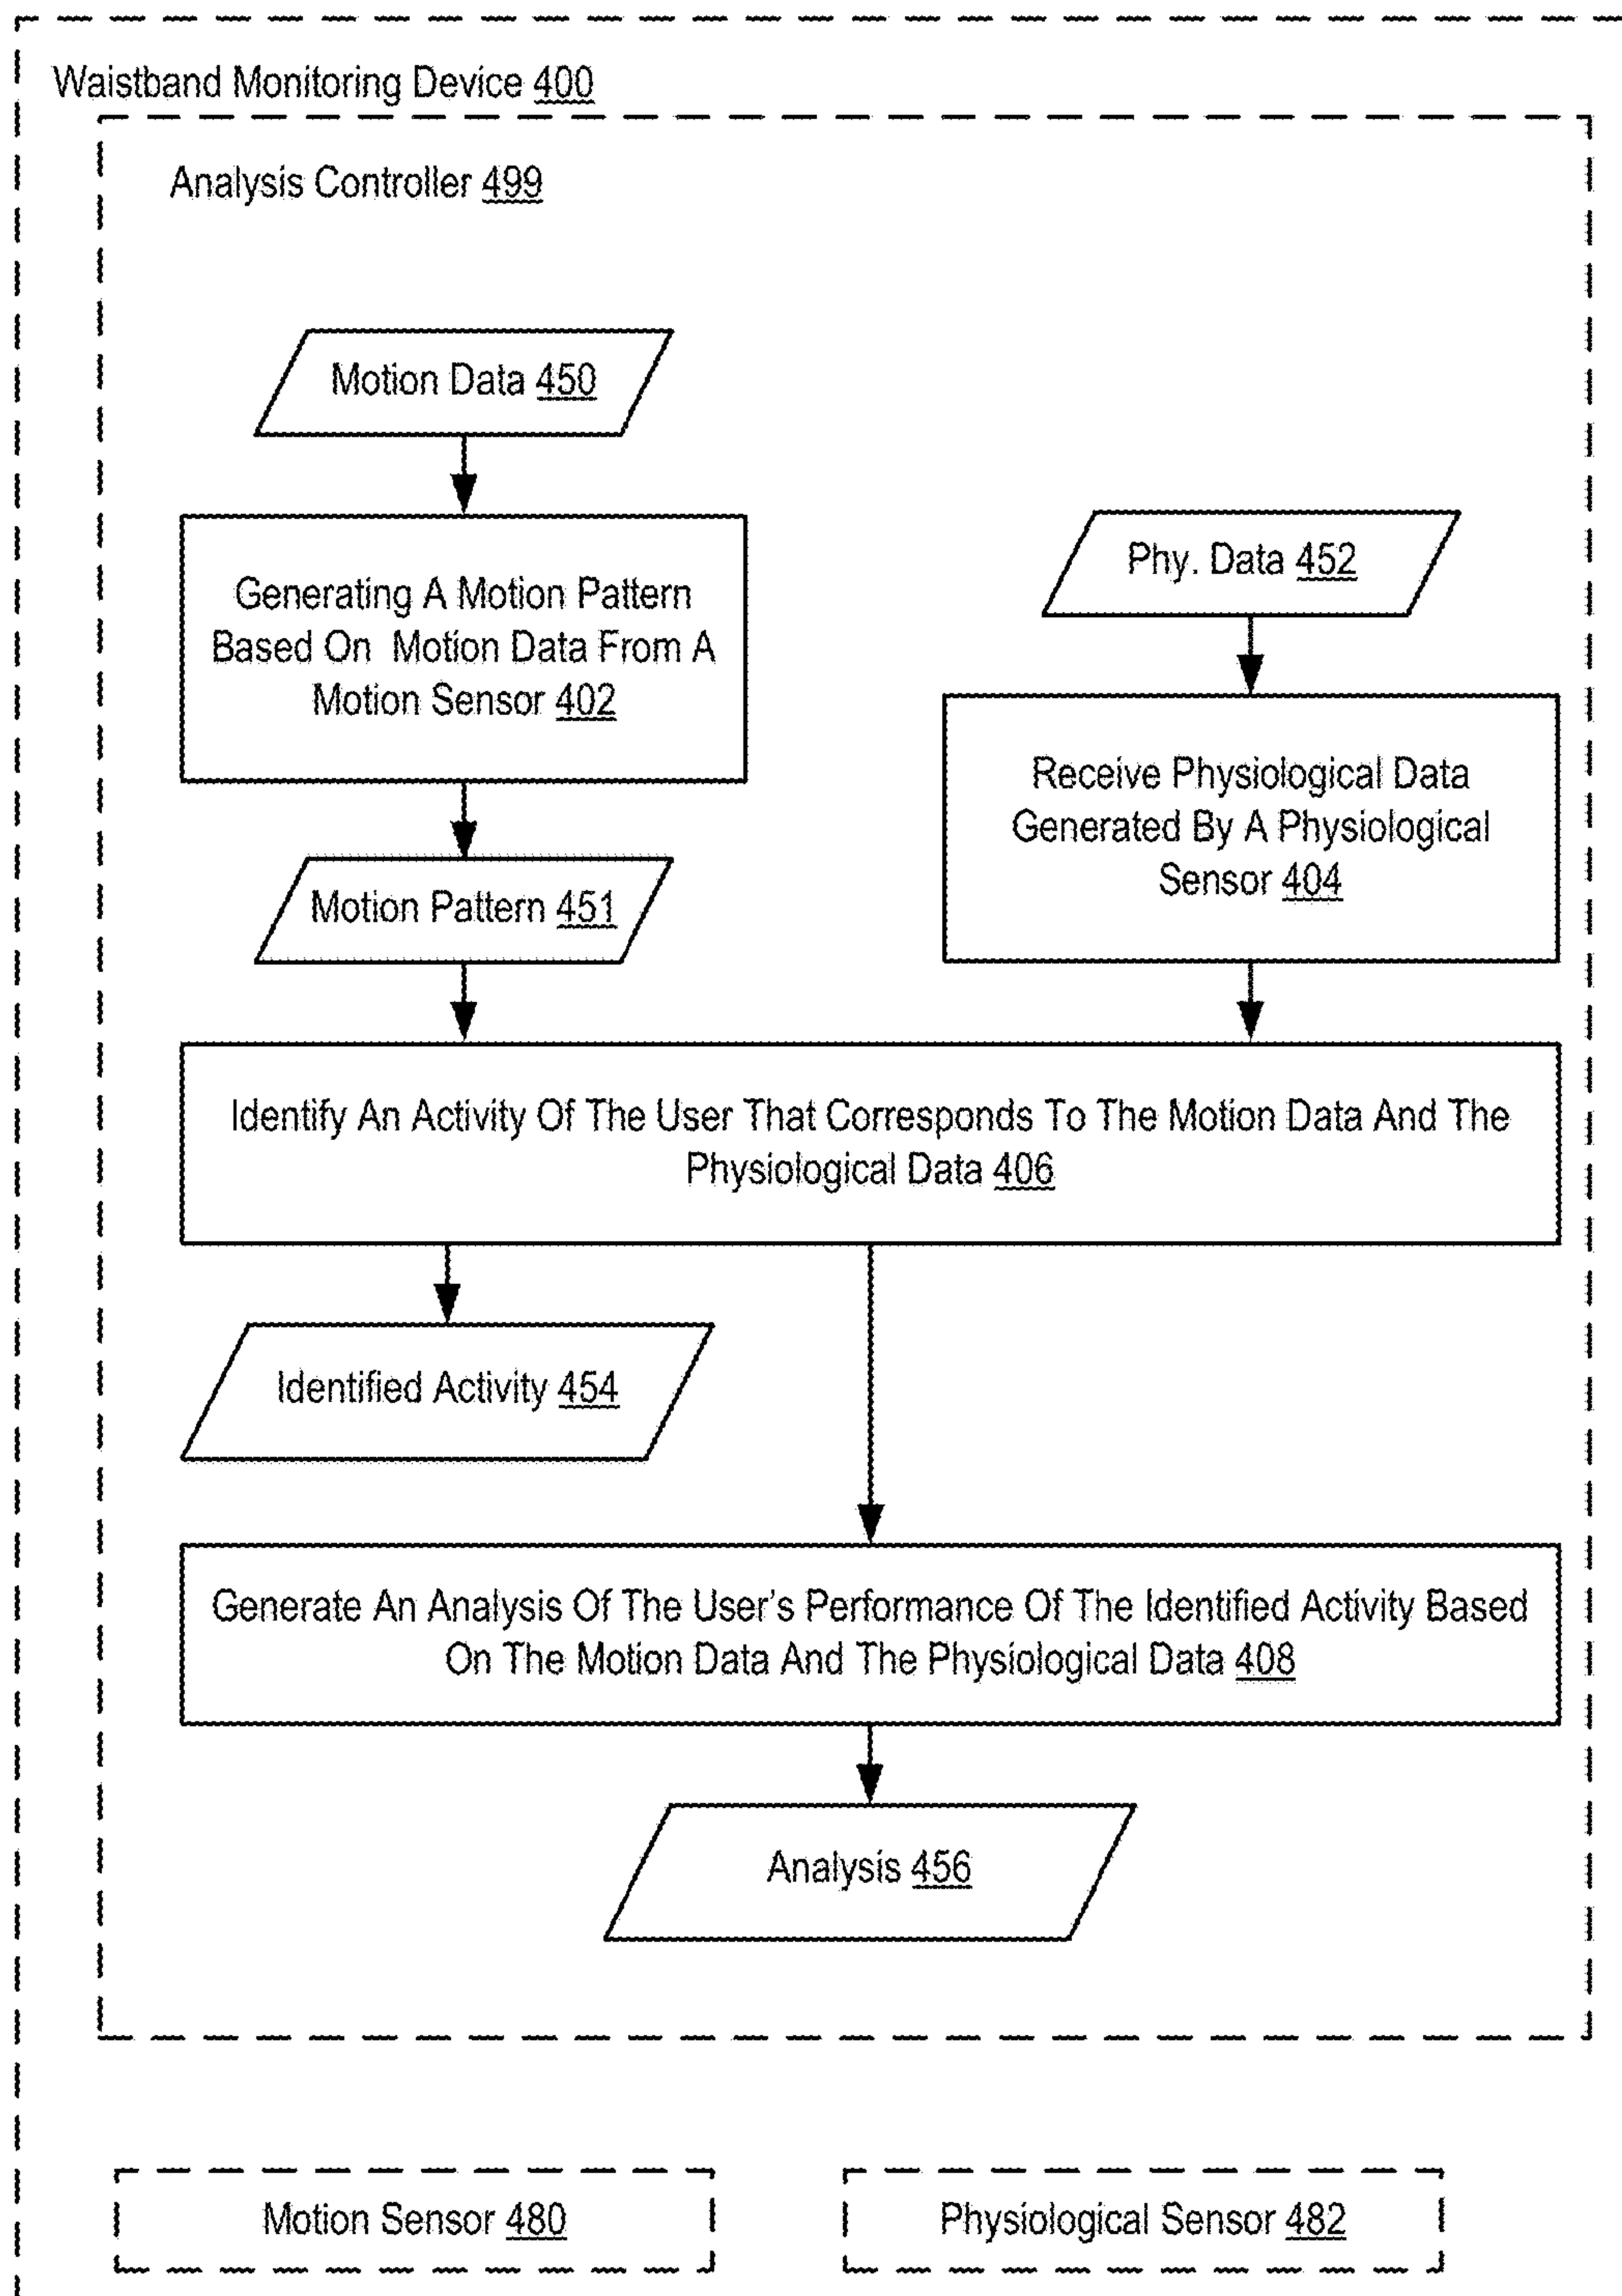 Waistband Monitoring Device 400
Analysis Controller 499
Motion Data 450
Generating A Motion Pattern
Based On Motion Data From A
Motion Sensor 402
Phy. Data 452
Receive Physiological Data
Generated By A Physiological
Sensor 404
Motion Pattern 451
Identify An Activity Of The User That Corresponds To The Motion Data And The
Physiological Data 406
Identified Activity 454
Generate An Analysis Of The User's Performance Of The Identified Activity Based
On The Motion Data And The Physiological Data 408
Analysis 456
Motion Sensor 480
Physiological Sensor 482